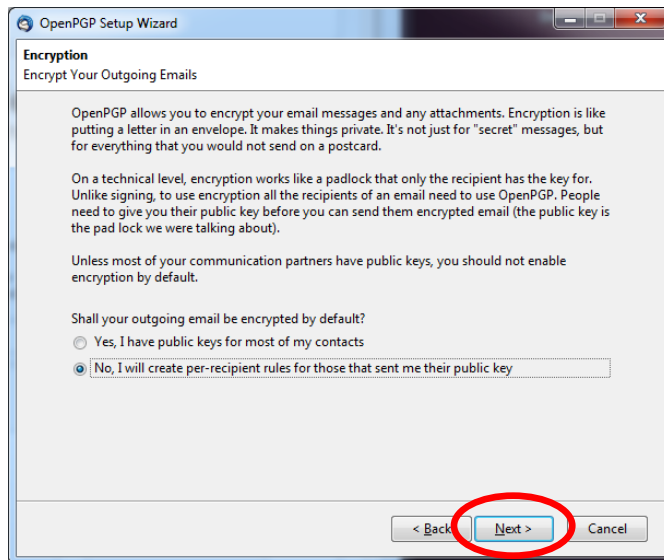 OpenPGP Setup Wizard
Encryption
Encrypt Your Outgoing Emails
OpenPGP allows you to encrypt your email messages and any attachments. Encryption is like
putting a letter in an envelope. It makes things private. It's not just for "secret" messages, but
for everything that you would not send on a postcard.
On a technical level, encryption works like a padlock that only the recipient has the key for.
Unlike signing, to use encryption all the recipients of an email need to use OpenPGP. People
need to give you their public key before you can send them encrypted email (the public key is
the pad lock we were talking about).
Unless most of your communication partners have public keys, you should not enable
encryption by default.
Shall your outgoing email be encrypted by default?
Yes, I have public keys for most of my contacts
No, I will create per-recipient rules for those that sent me their public key
< Back Next > Cancel